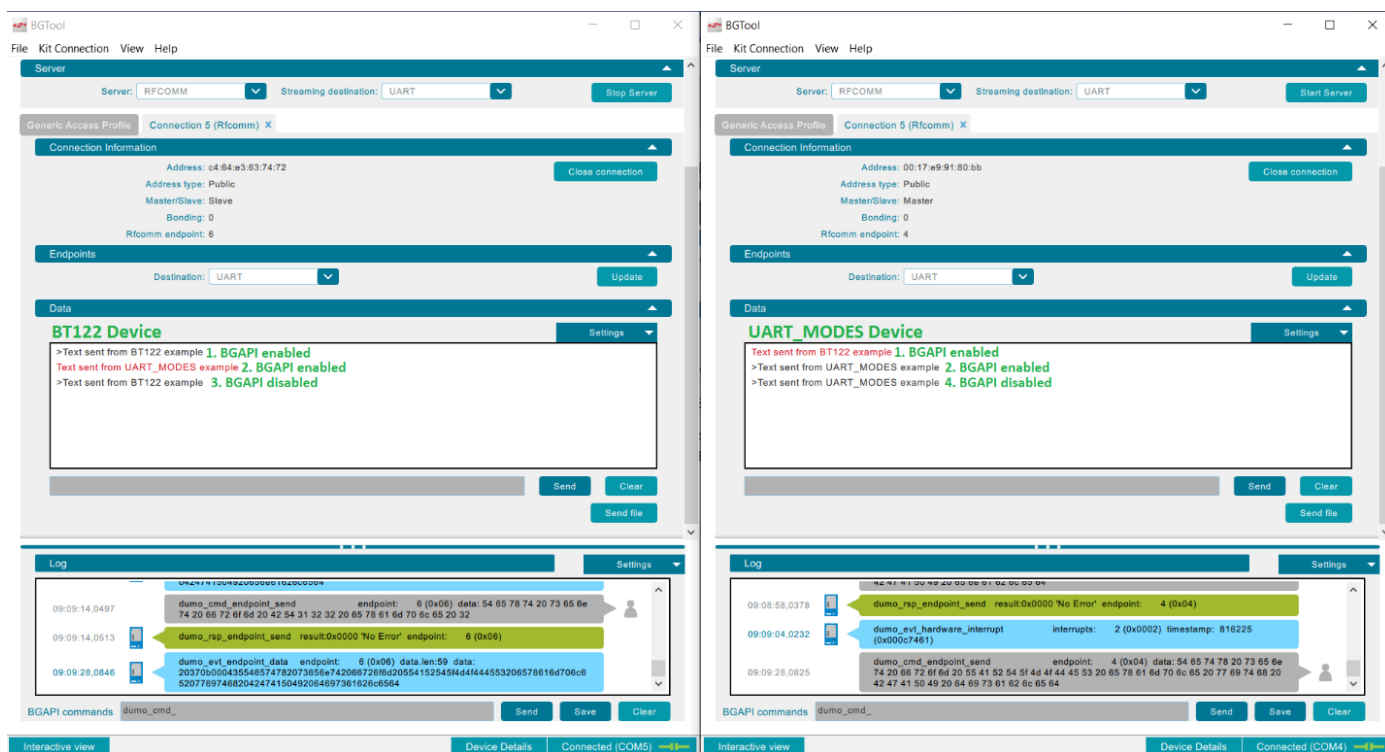 BGTool
File Kit Connection View Help
Server
Server: RFCOMM Streaming destination: UART Stop Server
Generic Access Profile Connection 5 (Rfcomm) X
Connection Information
Address: c4:64:e3:63:74:72 Close connection
Address type: Public
Master/Slave: Slave
Bonding: 0
Rfcomm endpoint: 6
Endpoints
Destination: UART Update
Data
BT122 Device Settings
>Text sent from BT122 example 1. BGAPI enabled
Text sent from UART_MODES example 2. BGAPI enabled
>Text sent from BT122 example 3. BGAPI disabled
Send Clear
Send file
Log Settings
0424741504920656e61626c6564
09:09:14,0497 dumo_cmd_endpoint_send endpoint: 6 (0x06) data: 54 65 78 74 20 73 65 6e
74 20 66 72 6f 6d 20 42 54 31 32 32 20 65 78 61 6d 70 6c 65 20 32
09:09:14,0513 dumo_rsp_endpoint_send result:0x0000 'No Error' endpoint: 6 (0x06)
09:09:28,0846 dumo_evt_endpoint_data endpoint: 6 (0x06) data.len:59 data:
20370b0004355465747820736 56e742066726f6d20554152545f4d4f444553206578616d706c6
520776974682042474150492064697361626c6564
BGAPI commands dumo_cmd_ Send Save Clear
Interactive view Device Details Connected (COM5)
BGTool
File Kit Connection View Help
Server
Server: RFCOMM Streaming destination: UART Start Server
Generic Access Profile Connection 5 (Rfcomm) X
Connection Information
Address: 00:17:e9:91:80:bb Close connection
Address type: Public
Master/Slave: Master
Bonding: 0
Rfcomm endpoint: 4
Endpoints
Destination: UART Update
Data
UART_MODES Device Settings
Text sent from BT122 example 1. BGAPI enabled
>Text sent from UART_MODES example 2. BGAPI enabled
>Text sent from UART_MODES example 4. BGAPI disabled
Send Clear
Send file
Log Settings
42 47 41 50 49 20 65 6e 61 62 6c 65 64
09:08:58,0378 dumo_rsp_endpoint_send result:0x0000 'No Error' endpoint: 4 (0x04)
09:09:04,0232 dumo_evt_hardware_interrupt interrupts: 2 (0x0002) timestamp: 816225
(0x000c7461)
09:09:28,0825 dumo_cmd_endpoint_send endpoint: 4 (0x04) data: 54 65 74 78 20 73 65 6e
74 20 66 72 6f 6d 20 55 41 52 54 5f 4d 4f 44 45 53 20 65 78 61 6d 70 6c 65 20 77 69 74 68 20
42 47 41 50 49 20 64 69 73 61 62 6c 65 64
BGAPI commands dumo_cmd_ Send Save Clear
Interactive view Device Details Connected (COM4)